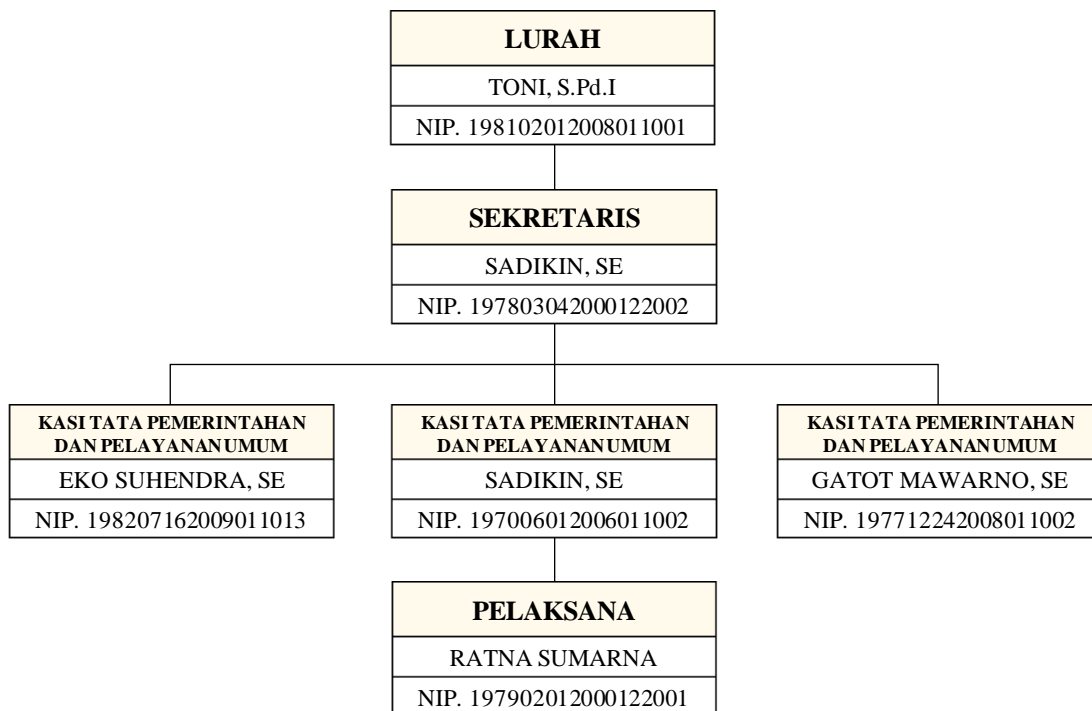 LURAH
TONI, S.Pd.I
NIP. 198102012008011001
SEKRETARIS
SADIKIN, SE
NIP. 197803042000122002
KASI TATA PEMERINTAHAN
DAN PELAYANAN UMUM
EKO SUHENDRA, SE
NIP. 198207162009011013
KASI TATA PEMERINTAHAN
DAN PELAYANAN UMUM
SADIKIN, SE
NIP. 197006012006011002
KASI TATA PEMERINTAHAN
DAN PELAYANAN UMUM
GATOT MAWARNO, SE
NIP. 197712242008011002
PELAKSANA
RATNA SUMARNA
NIP. 197902012000122001